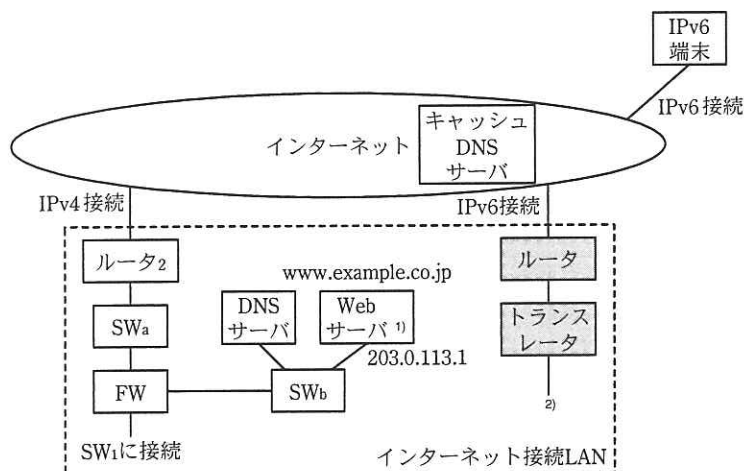 IPv6
端末
IPv6接続
インターネット
キャッシュ
DNS
サーバ
IPv4接続
IPv6接続
ルータ2
ルータ
www.example.co.jp
SWa
DNS
サーバ
Web
サーバ 1)
トランス
レータ
203.0.113.1
FW
SWb
2)
SW1に接続
インターネット接続LAN